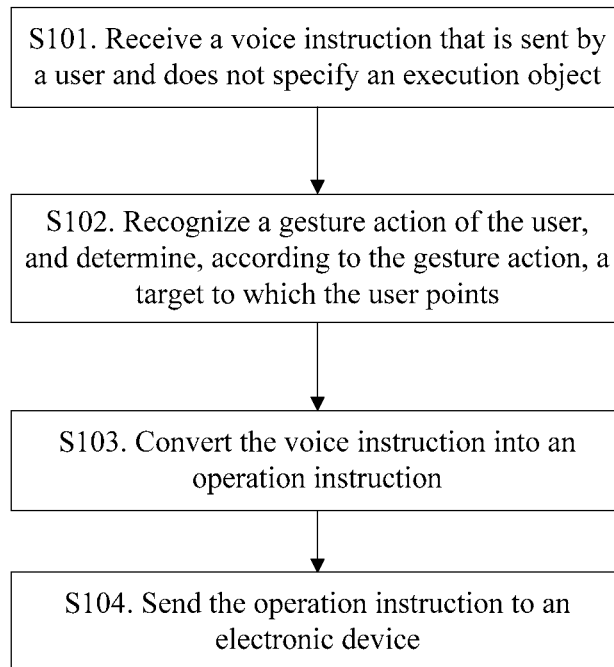 S101. Receive a voice instruction that is sent by
a user and does not specify an execution object
S102. Recognize a gesture action of the user,
and determine, according to the gesture action, a
target to which the user points
S103. Convert the voice instruction into an
operation instruction
S104. Send the operation instruction to an
electronic device